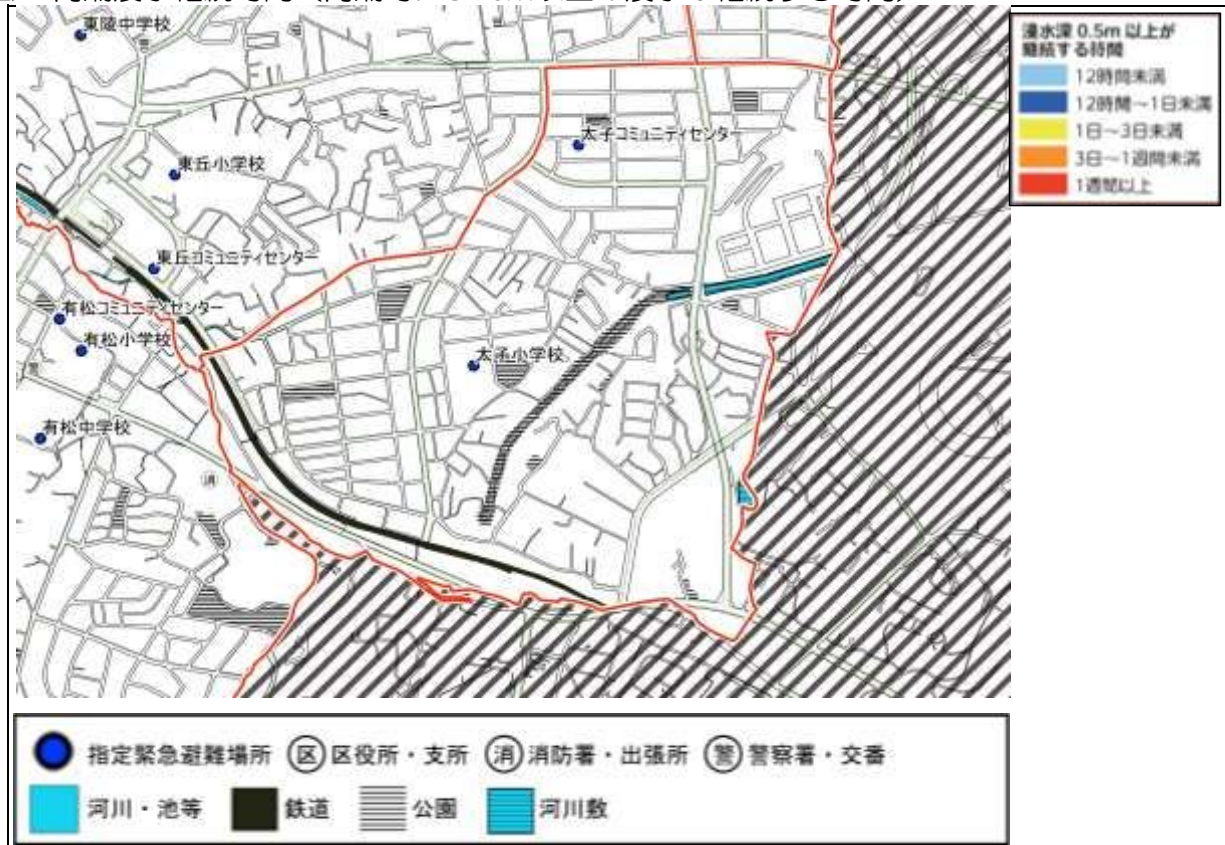 東陵中学校
太子コミュニティセンター
東丘小学校
東丘コミュニティセンター
有松コミュニティセンター
有松小学校
太子小学校
有松中学校
消
浸水深 0.5m 以上が
継続する時間
12時間未満
12時間～1日未満
1日～3日未満
3日～1週間未満
1週間以上
指定緊急避難場所 区 区役所・支所 消 消防署・出張所 警 警察署・交番
河川・池等 鉄道 公園 河川敷